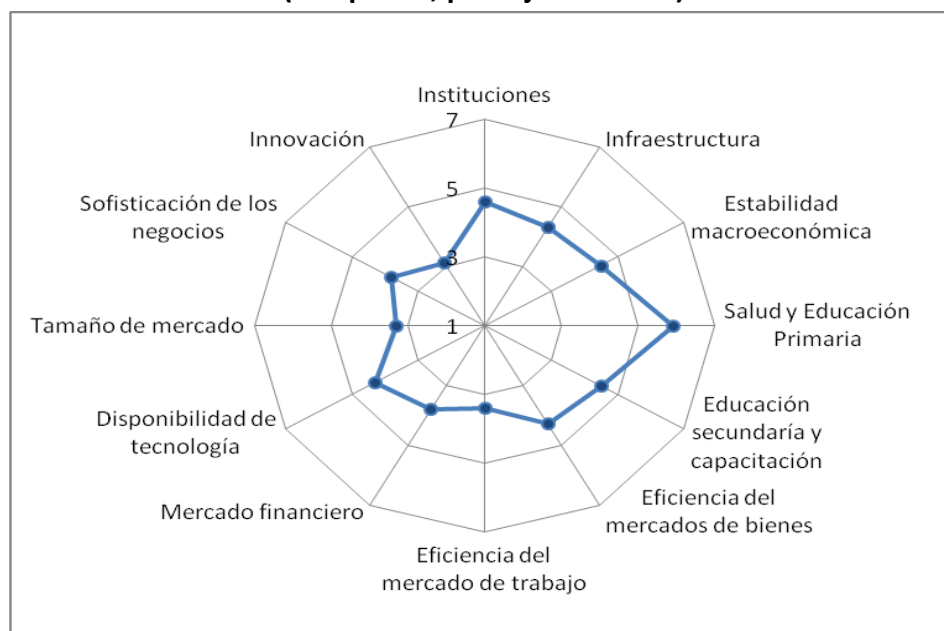 Instituciones
7
Innovación
Infraestructura
5
Sofisticación de los
negocios
Estabilidad
macroeconómica
3
Tamaño de mercado
1
Salud y Educación
Primaria
Disponibilidad de
tecnología
Educación
secundaría y
capacitación
Mercado financiero
Eficiencia del
mercados de bienes
Eficiencia del
mercado de trabajo